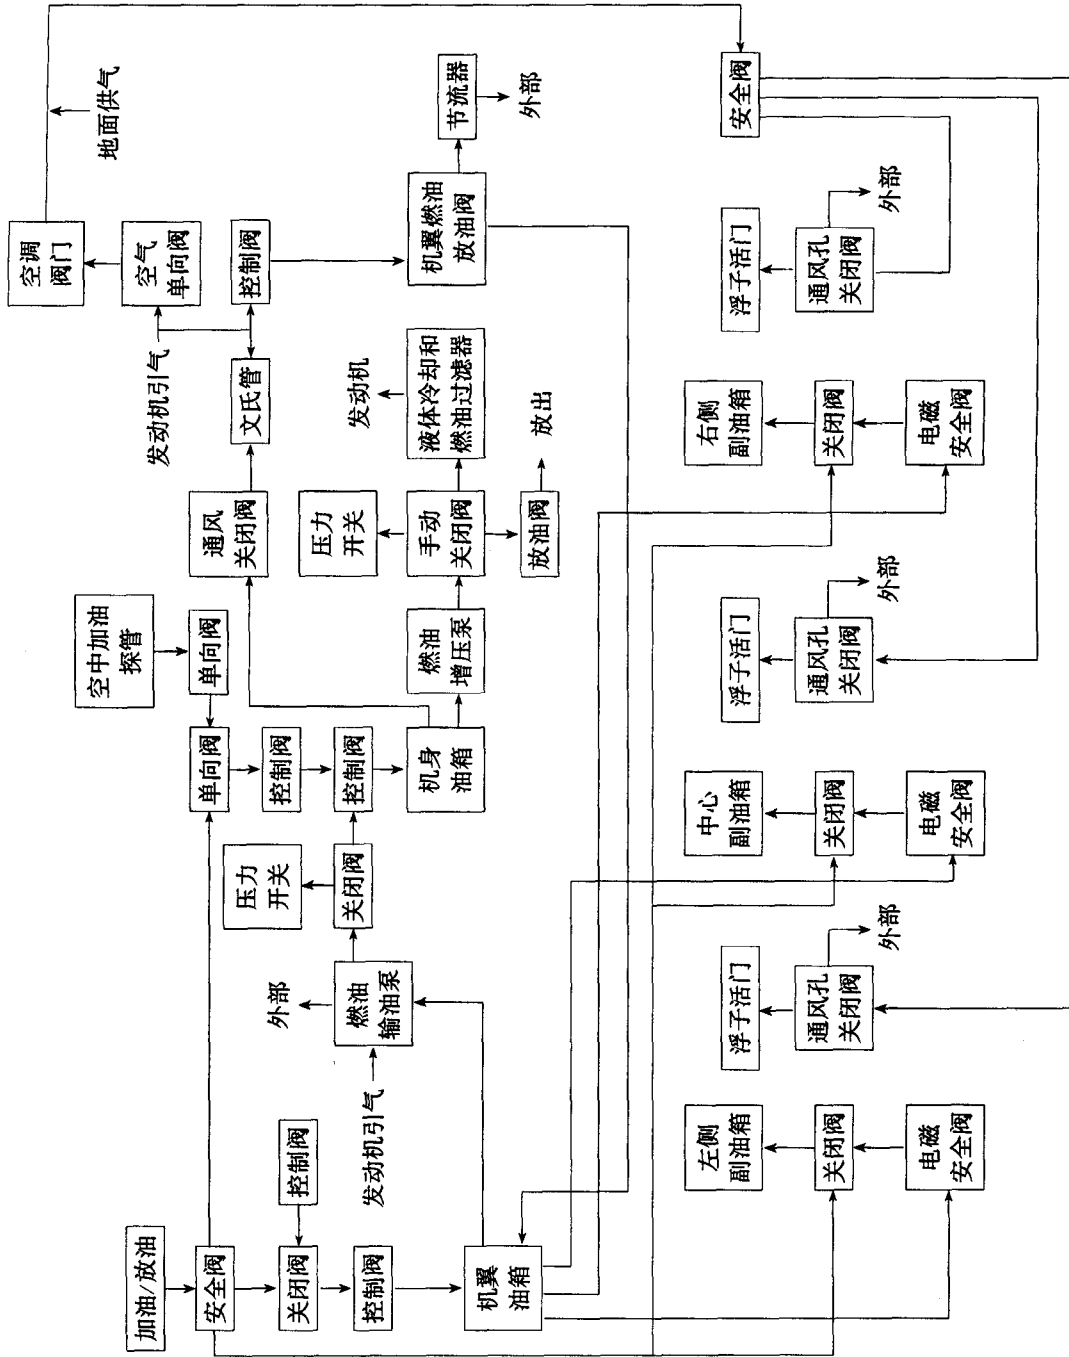 加油/放油
安全阀
关闭阀
控制阀
控制阀
机翼
油箱
发动机引气
燃油
输油泵
外部
关闭阀
压力
开关
单向阀
控制阀
控制阀
机身
油箱
空中加油
探管
单向阀
燃油
增压泵
通风
关闭阀
压力
开关
手动
关闭阀
放油阀
放出
文氏管
液体冷却和
燃油过滤器
发动机
发动机引气
空气
单向阀
空调
阀门
控制阀
机翼燃油
放油阀
节流器
外部
地面供气
安全阀
左侧
副油箱
关闭阀
电磁
安全阀
浮子活门
通风孔
关闭阀
外部
中心
副油箱
关闭阀
电磁
安全阀
浮子活门
通风孔
关闭阀
外部
右侧
副油箱
关闭阀
电磁
安全阀
浮子活门
通风孔
关闭阀
外部